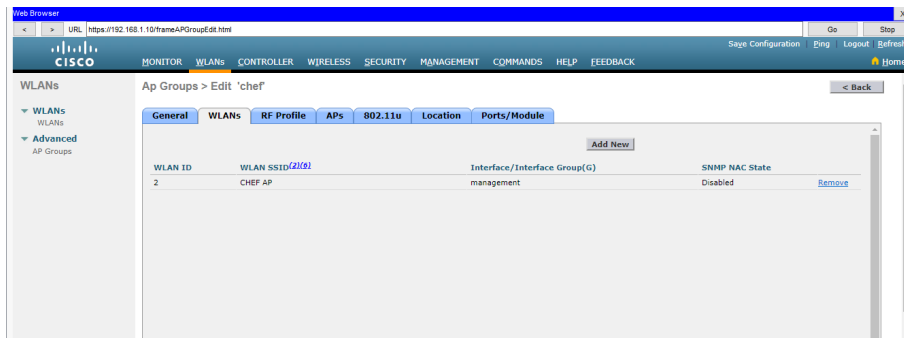 Web Browser X
< > URL https://192.168.1.10/frameAPGroupEdit.html Go Stop
Save Configuration Ping Logout Refresh
CISCO MONITOR WLANs CONTROLLER WIRELESS SECURITY MANAGEMENT COMMANDS HELP FEEDBACK Home
WLANs Ap Groups > Edit 'chef' < Back
WLANs
WLANs
Advanced
AP Groups
General WLANs RF Profile APs 802.11u Location Ports/Module
Add New
WLAN ID WLAN SSID(2)(6) Interface/Interface Group(G) SNMP NAC State
2 CHEF AP management Disabled Remove